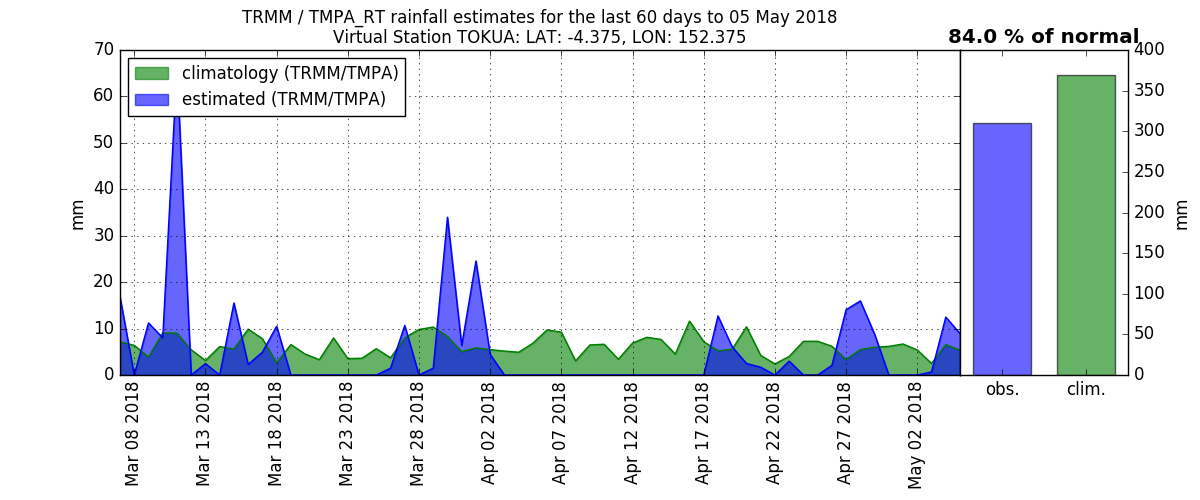 TRMM / TMPA_RT rainfall estimates for the last 60 days to 05 May 2018
Virtual Station TOKUA: LAT: -4.375, LON: 152.375
84.0 % of normal
climatology (TRMM/TMPA)
estimated (TRMM/TMPA)
70
60
50
40
30
20
10
0
mm
Mar 08 2018
Mar 13 2018
Mar 18 2018
Mar 23 2018
Mar 28 2018
Apr 02 2018
Apr 07 2018
Apr 12 2018
Apr 17 2018
Apr 22 2018
Apr 27 2018
May 02 2018
obs.
clim.
400
350
300
250
200
150
100
50
0
mm